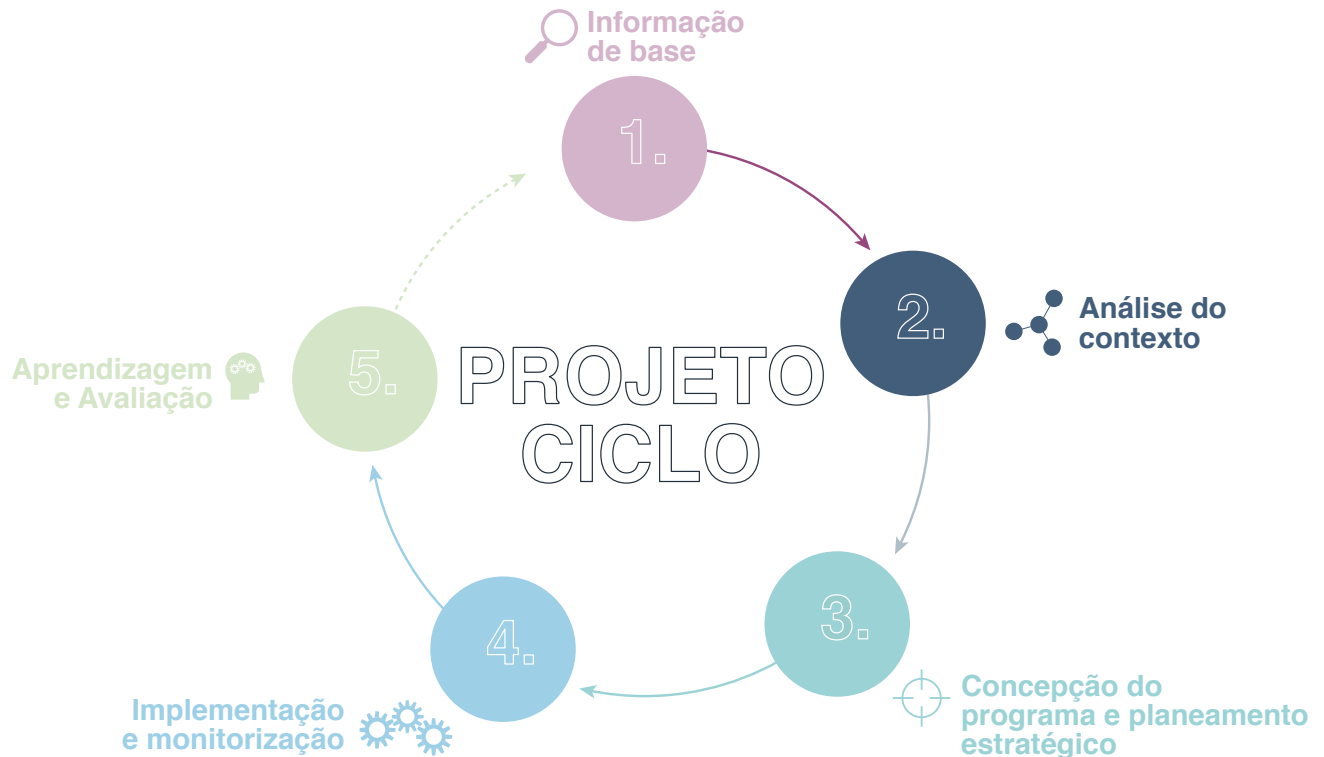 Informação
de base
1.
2.
Análise do
contexto
PROJETO
CICLO
3.
Concepção do
programa e planeamento
estratégico
4.
Implementação
e monitorização
5.
Aprendizagem
e Avaliação